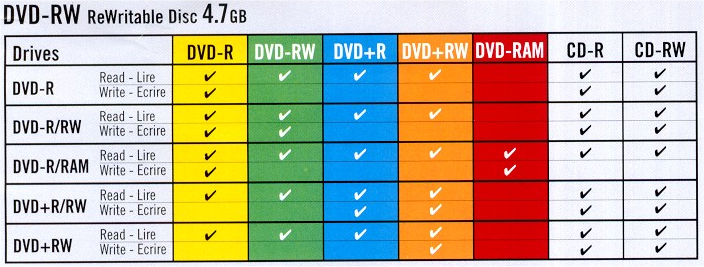 DVD-RW ReWritable Disc 4.7GB
Drives DVD-R DVD-RW DVD+R DVD+RW DVD-RAM CD-R CD-RW
DVD-R
Read - Lire ✓ ✓ ✓ ✓ ✓ ✓
Write - Ecrire ✓ ✓ ✓
DVD-R/RW
Read - Lire ✓ ✓ ✓ ✓ ✓ ✓
Write - Ecrire ✓ ✓ ✓ ✓
DVD-R/RAM
Read - Lire ✓ ✓ ✓ ✓ ✓ ✓ ✓
Write - Ecrire ✓ ✓
DVD+R/RW
Read - Lire ✓ ✓ ✓ ✓ ✓ ✓
Write - Ecrire ✓ ✓ ✓ ✓
DVD+RW
Read - Lire ✓ ✓ ✓ ✓ ✓ ✓
Write - Ecrire ✓ ✓ ✓